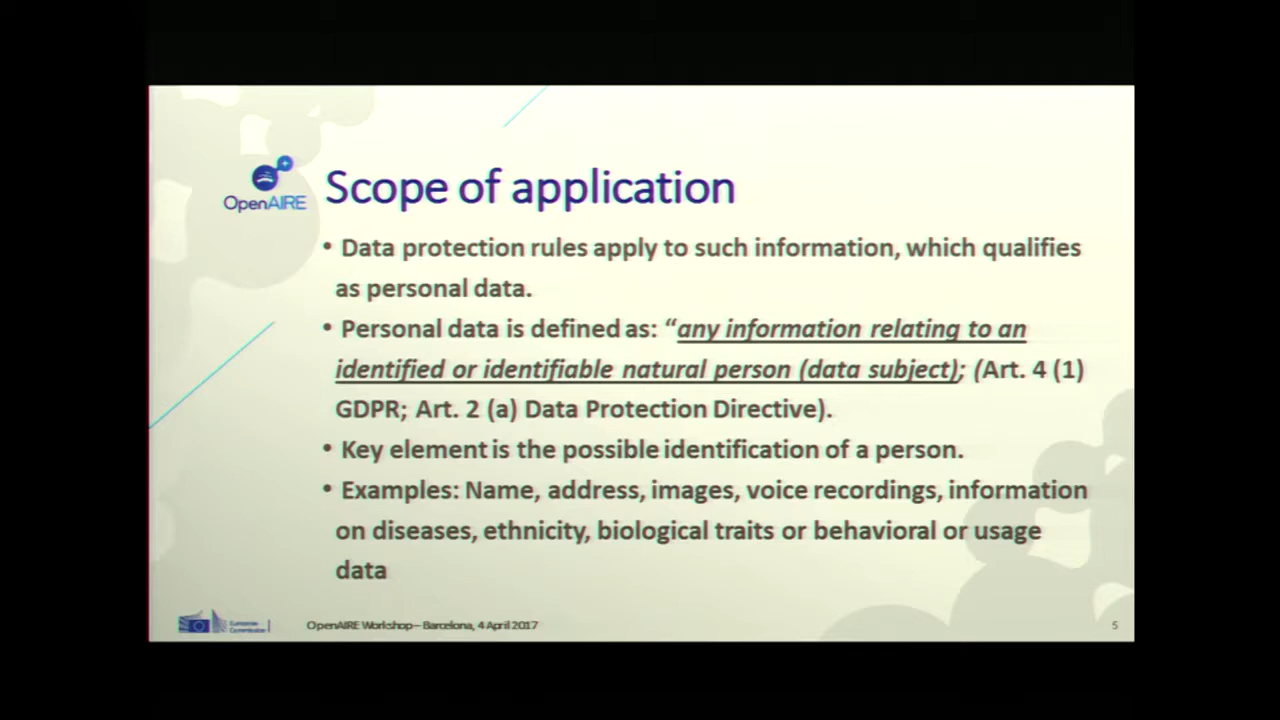 OpenAIRE
Scope of application
• Data protection rules apply to such information, which qualifies
as personal data.
• Personal data is defined as: “any information relating to an
identified or identifiable natural person (data subject); (Art. 4 (1)
GDPR; Art. 2 (a) Data Protection Directive).
• Key element is the possible identification of a person.
• Examples: Name, address, images, voice recordings, information
on diseases, ethnicity, biological traits or behavioral or usage
data
European
Commission
OpenAIRE Workshop – Barcelona, 4 April 2017
5